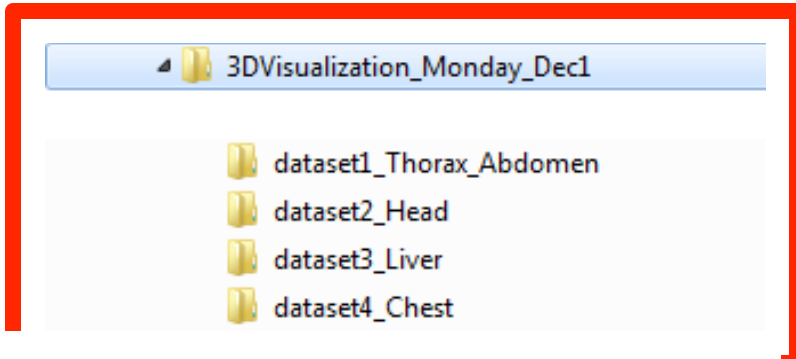 3DVisualization_Monday_Dec1
dataset1_Thorax_Abdomen
dataset2_Head
dataset3_Liver
dataset4_Chest